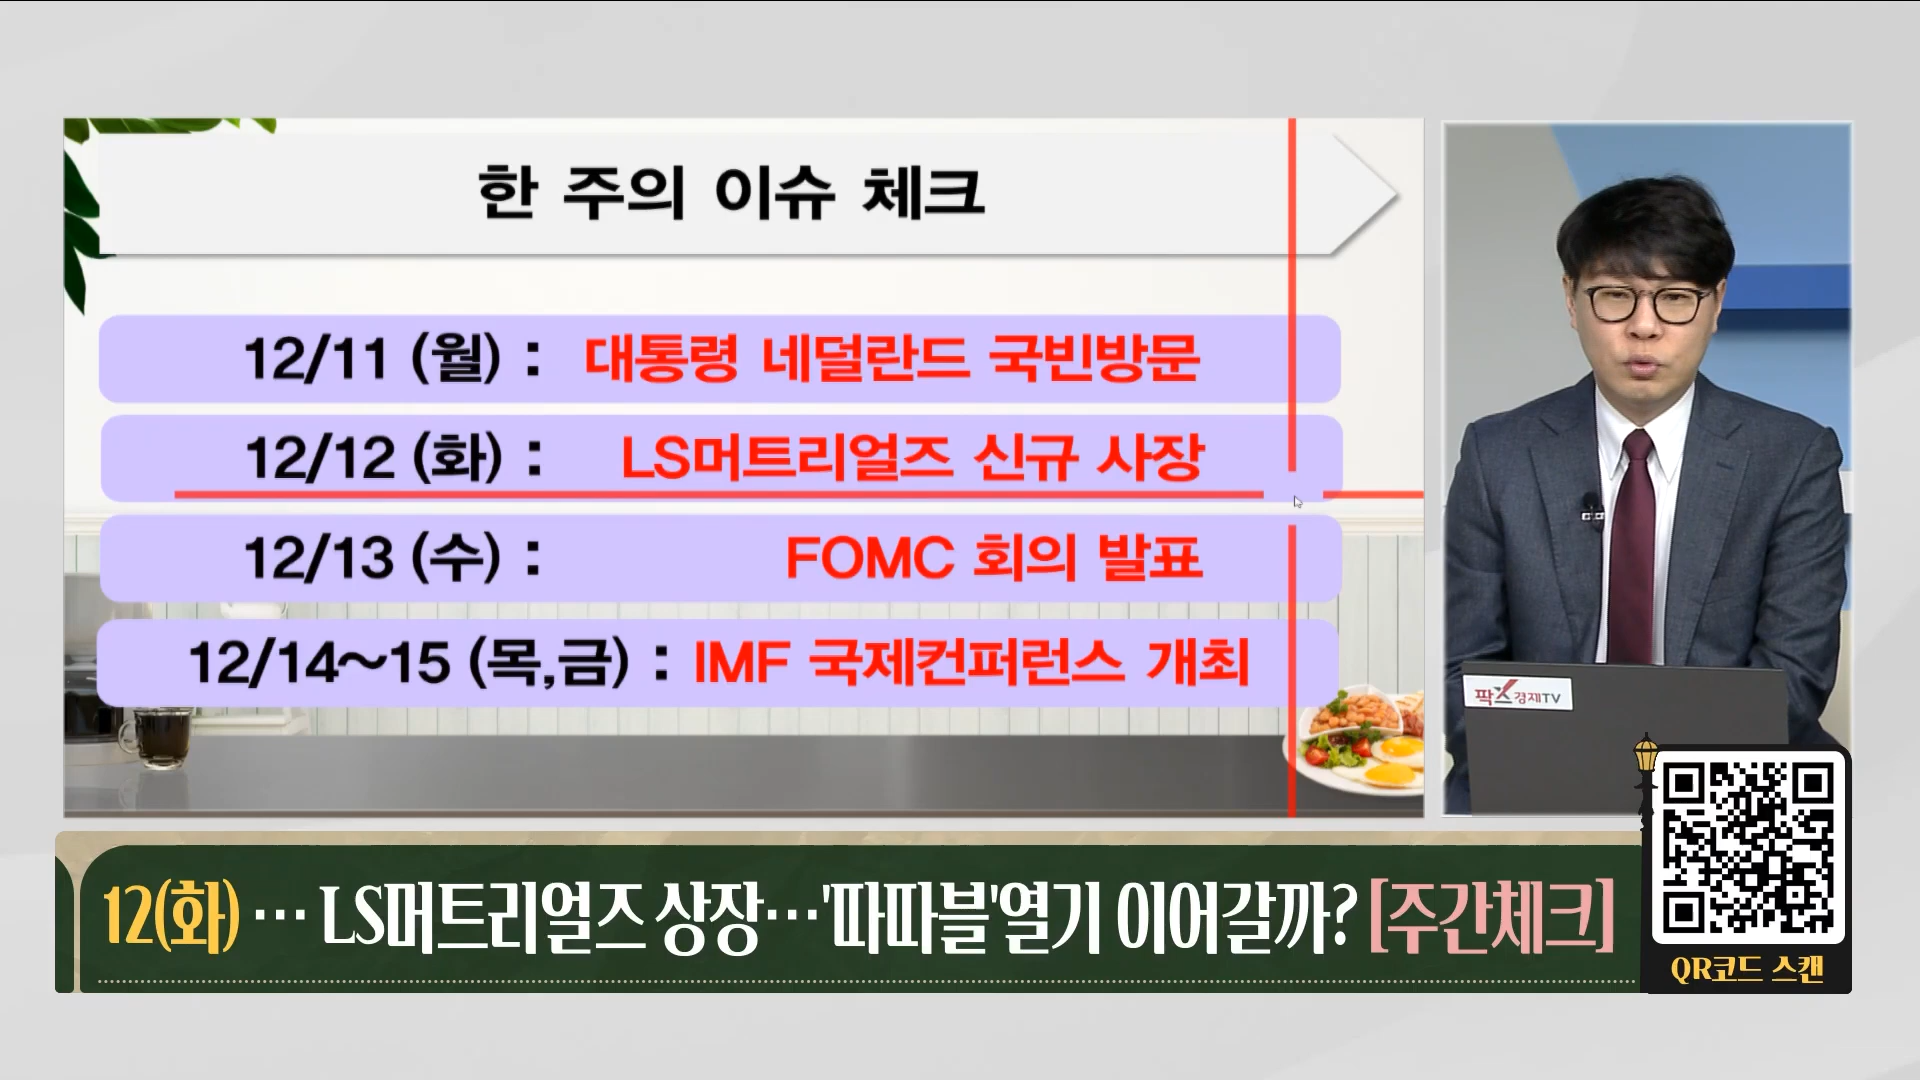 한 주의 이슈 체크
12/11 (월) : 대통령 네덜란드 국빈방문
12/12 (화) : LS머트리얼즈 신규 사장
12/13 (수) : FOMC 회의 발표
12/14~15 (목,금) : IMF 국제컨퍼런스 개최
팍스경제TV
12(화) … LS머트리얼즈 상장…'따따블'열기 이어갈까? [주간체크]
QR코드 스캔